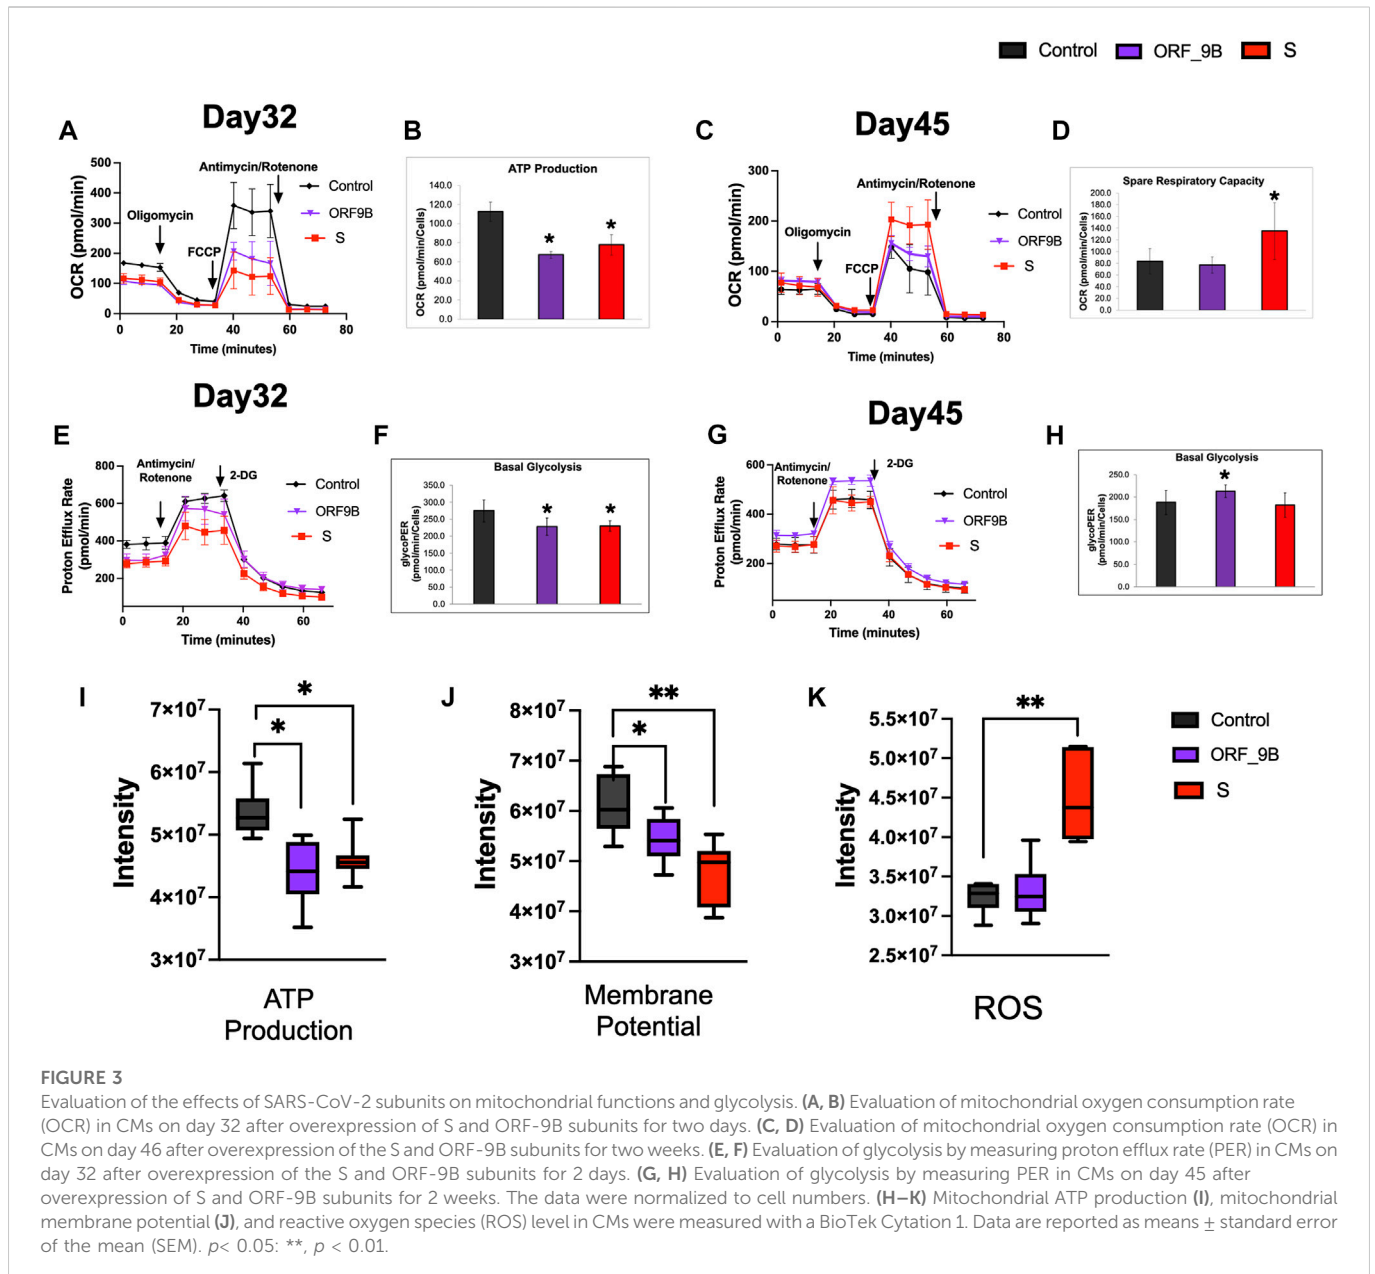 Control ORF_9B S
Day32
Day45
A
B
C
D
OCR (pmol/min)
500
400
300
200
100
0
0 20 40 60 80
Time (minutes)
Oligomycin
FCCP
Antimycin/Rotenone
Control
ORF9B
S
ATP Production
OCR (pmol/min/Cells)
140.0
120.0
100.0
80.0
60.0
40.0
20.0
0.0
*
*
OCR (pmol/min)
300
200
100
0
0 20 40 60 80
Time (minutes)
Oligomycin
FCCP
Antimycin/Rotenone
Control
ORF9B
S
Spare Respiratory Capacity
OCR (pmol/min/Cells)
200.0
180.0
160.0
140.0
120.0
100.0
80.0
60.0
40.0
20.0
0.0
*
Day32
Day45
E
F
G
H
Proton Efflux Rate
(pmol/min)
800
600
400
200
0 20 40 60
Time (minutes)
Antimycin/
Rotenone
2-DG
Control
ORF9B
S
Basal Glycolysis
glycoPER
(pmol/min/Cells)
350.0
300.0
250.0
200.0
150.0
100.0
50.0
0.0
*
*
Proton Efflux Rate
(pmol/min)
600
400
200
0 20 40 60
Time (minutes)
Antimycin/
Rotenone
2-DG
Control
ORF9B
S
Basal Glycolysis
glycoPER
(pmol/min/Cells)
250.0
200.0
150.0
100.0
50.0
0.0
*
I
J
K
Intensity
7×10⁷
6×10⁷
5×10⁷
4×10⁷
3×10⁷
*
*
ATP
Production
Intensity
8×10⁷
7×10⁷
6×10⁷
5×10⁷
4×10⁷
3×10⁷
**
*
Membrane
Potential
Intensity
5.5×10⁷
5.0×10⁷
4.5×10⁷
4.0×10⁷
3.5×10⁷
3.0×10⁷
2.5×10⁷
**
ROS
Control
ORF_9B
S
FIGURE 3
Evaluation of the effects of SARS-CoV-2 subunits on mitochondrial functions and glycolysis. (A, B) Evaluation of mitochondrial oxygen consumption rate
(OCR) in CMs on day 32 after overexpression of S and ORF-9B subunits for two days. (C, D) Evaluation of mitochondrial oxygen consumption rate (OCR) in
CMs on day 46 after overexpression of the S and ORF-9B subunits for two weeks. (E, F) Evaluation of glycolysis by measuring proton efflux rate (PER) in CMs on
day 32 after overexpression of the S and ORF-9B subunits for 2 days. (G, H) Evaluation of glycolysis by measuring PER in CMs on day 45 after
overexpression of S and ORF-9B subunits for 2 weeks. The data were normalized to cell numbers. (H–K) Mitochondrial ATP production (I), mitochondrial
membrane potential (J), and reactive oxygen species (ROS) level in CMs were measured with a BioTek Cytation 1. Data are reported as means ± standard error
of the mean (SEM). p< 0.05: **, p < 0.01.